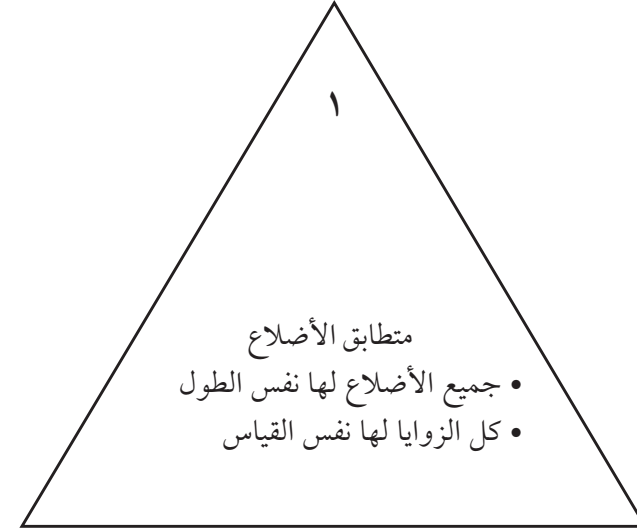 ١
متطابق الأضلاع
• جميع الأضلاع لها نفس الطول
• كل الزوايا لها نفس القياس